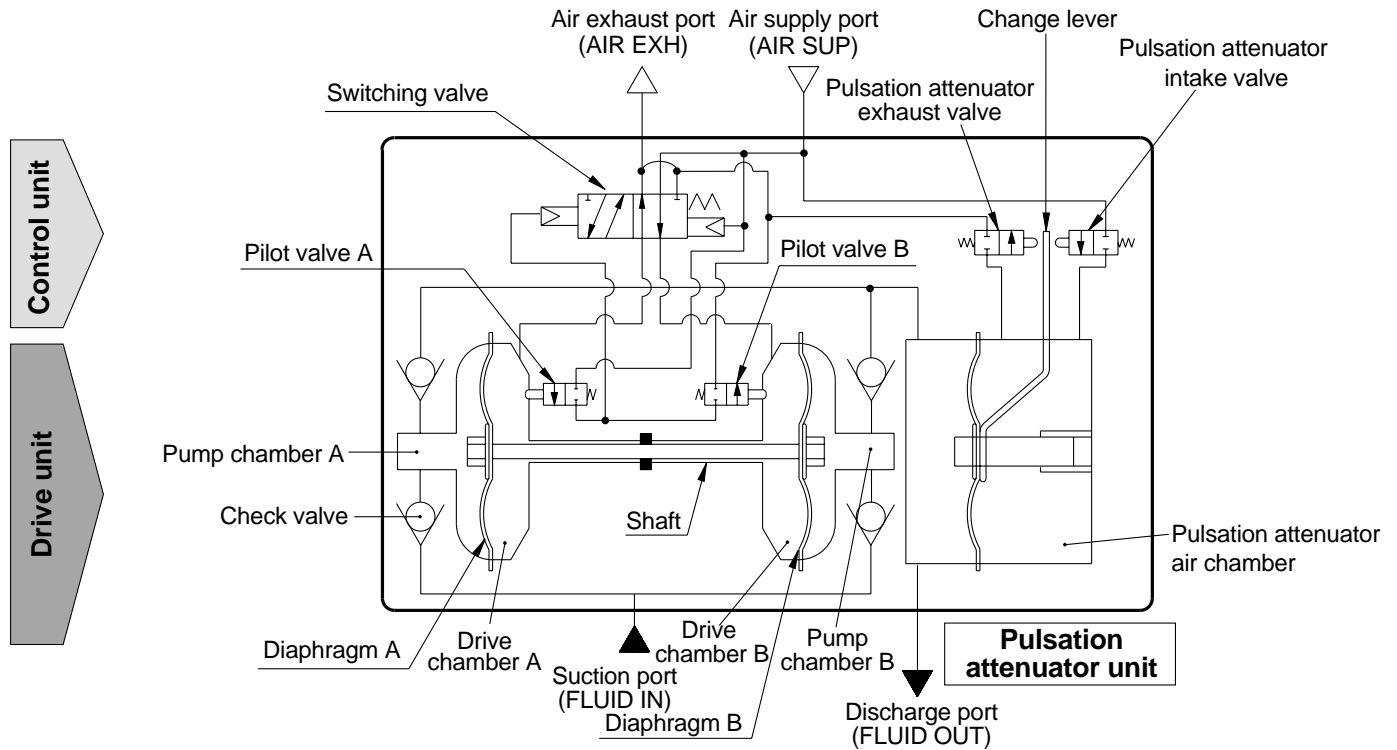 Air exhaust port
(AIR EXH)
Air supply port
(AIR SUP)
Change lever
Pulsation attenuator
intake valve
Pulsation attenuator
exhaust valve
Switching valve
Control unit
Pilot valve A
Pilot valve B
Drive unit
Pump chamber A
Check valve
Shaft
Pulsation attenuator
air chamber
Diaphragm A
Drive
chamber A
Suction port
(FLUID IN)
Drive
chamber B
Diaphragm B
Pump
chamber B
Pulsation
attenuator unit
Discharge port
(FLUID OUT)